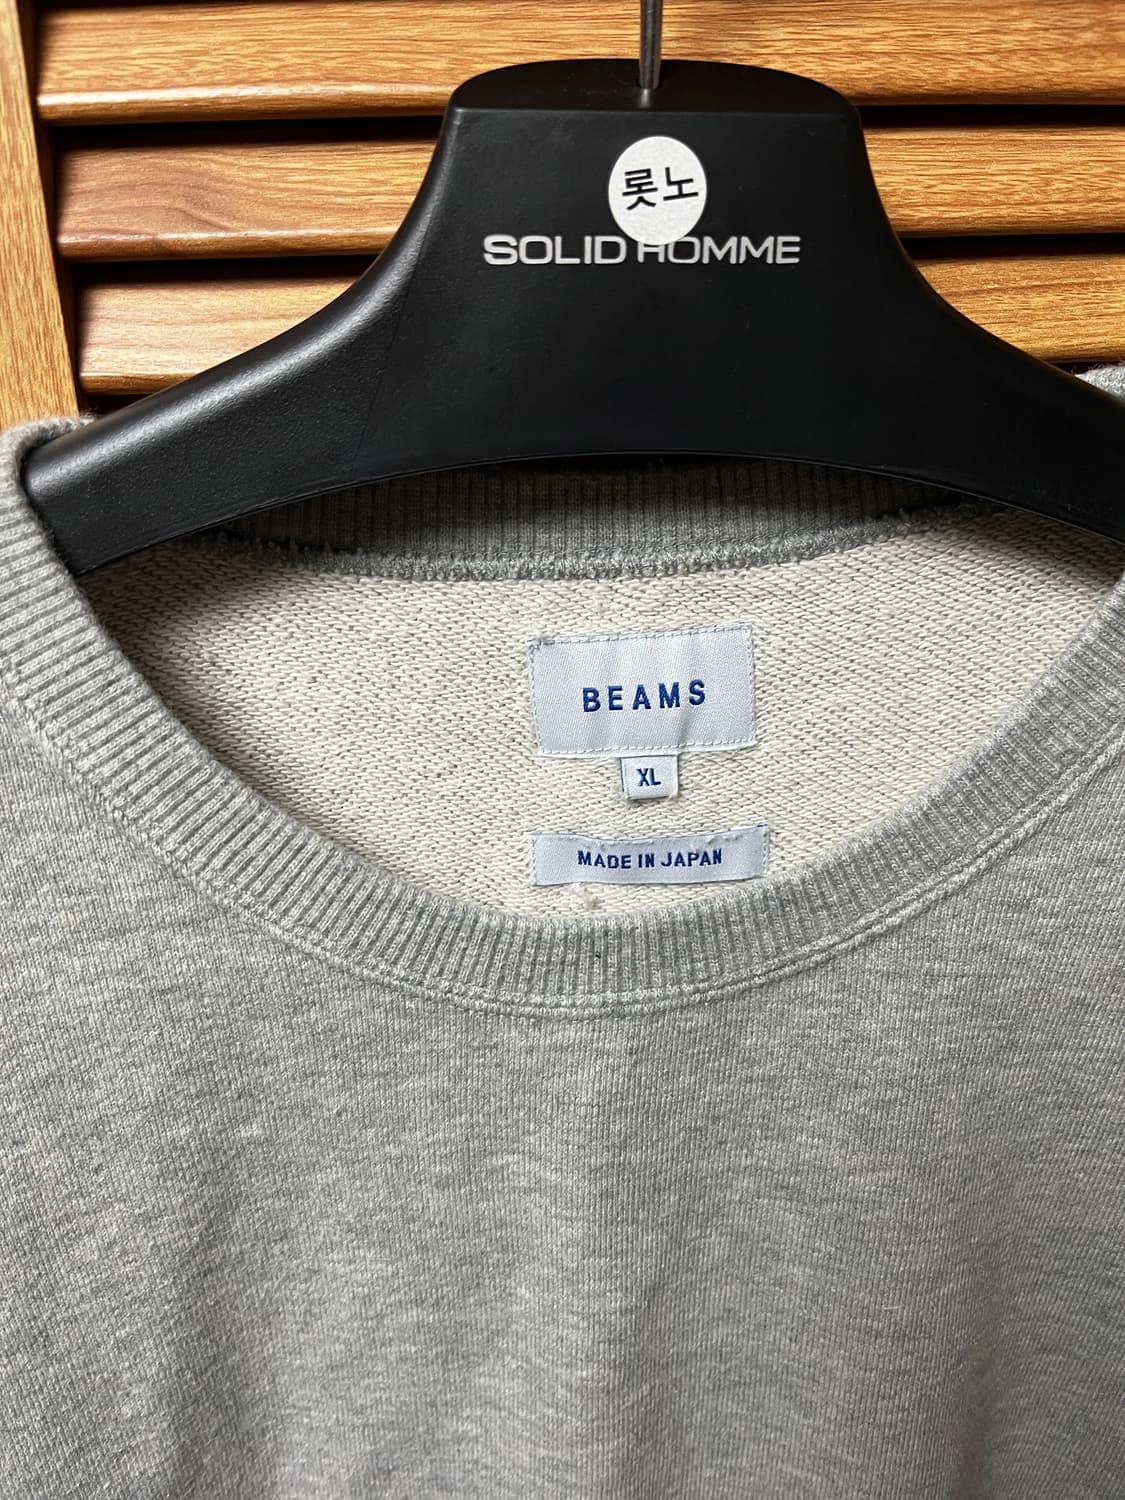 롯노
SOLID HOMME
BEAMS
XL
MADE IN JAPAN